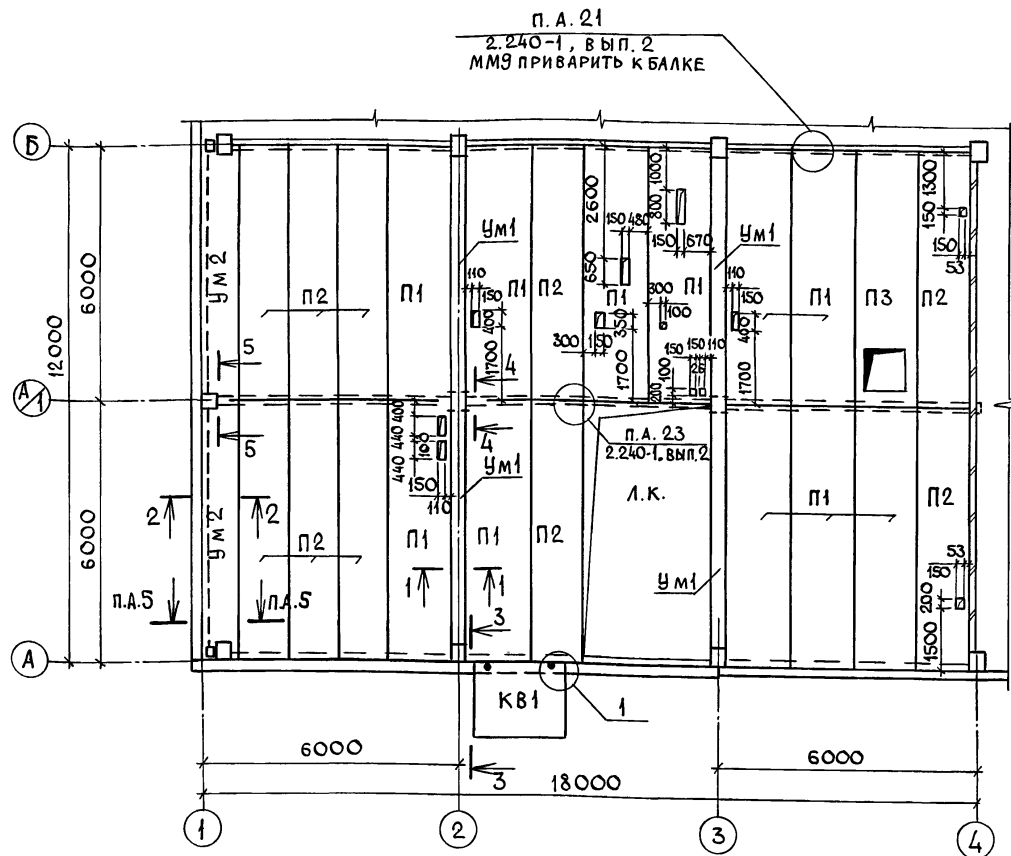 П.А.21
2.240-1, ВЫП.2
ММ9 ПРИВАРИТЬ К БАЛКЕ
Б
12000
6000
6000
А/1
А
УМ2
УМ2
П2
П1
УМ1
П1
П2
П1
П1
УМ1
П1
П3
П2
2600
1000
800
150
480
150
670
650
110
150
400
1700
300
150
350
1700
300
100
150
150
110
26
100
200
110
150
400
1700
1300
150
150
53
5
5
4
4
400
440
100
440
150
110
П.А.23
2.240-1.ВЫП.2
Л.К.
УМ1
УМ1
2
2
П2
П1
П1
П2
П1
П2
53
150
200
1500
П.А.5
П.А.5
1
1
3
3
КВ1
1
6000
6000
18000
1
2
3
4